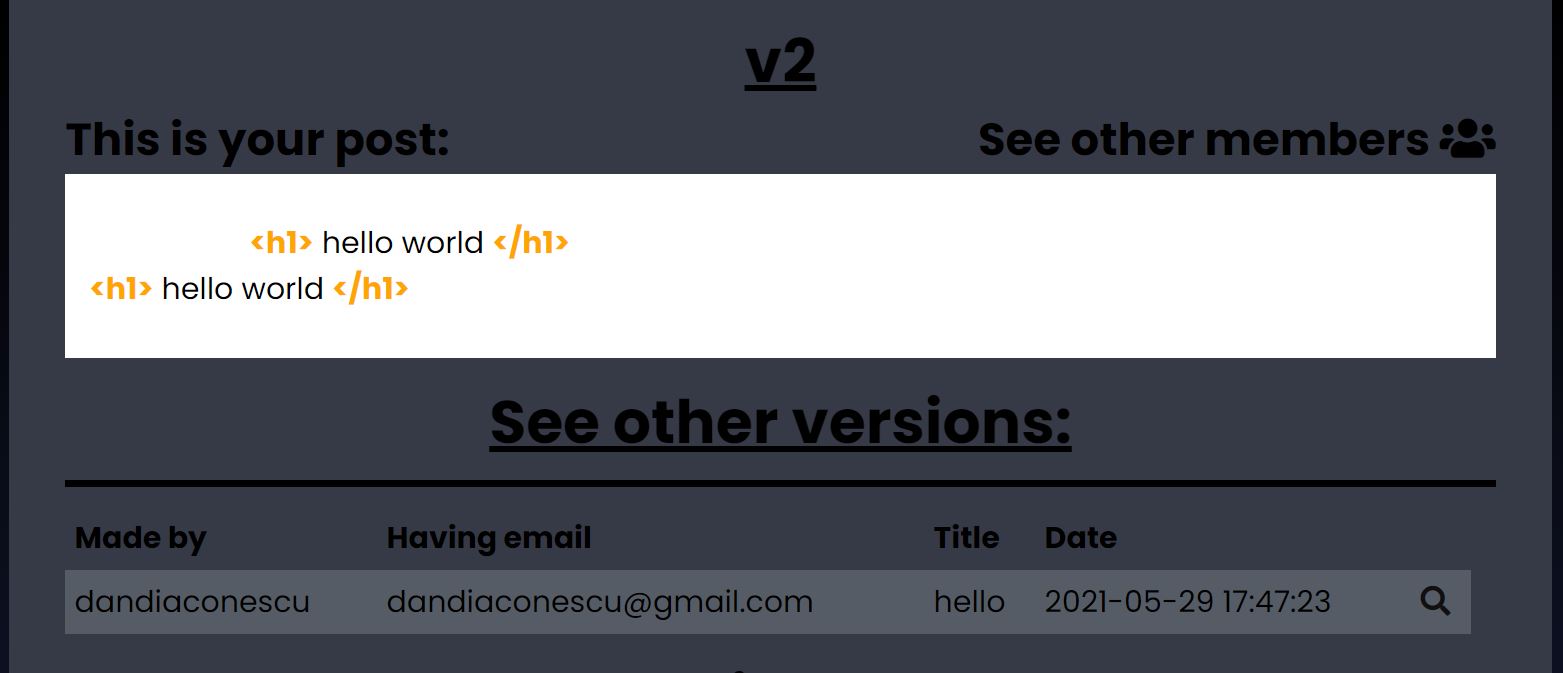 v2
This is your post: See other members
<h1> hello world </h1>
<h1> hello world </h1>
See other versions:
Made by Having email Title Date
dandiaconescu dandiaconescu@gmail.com hello 2021-05-29 17:47:23